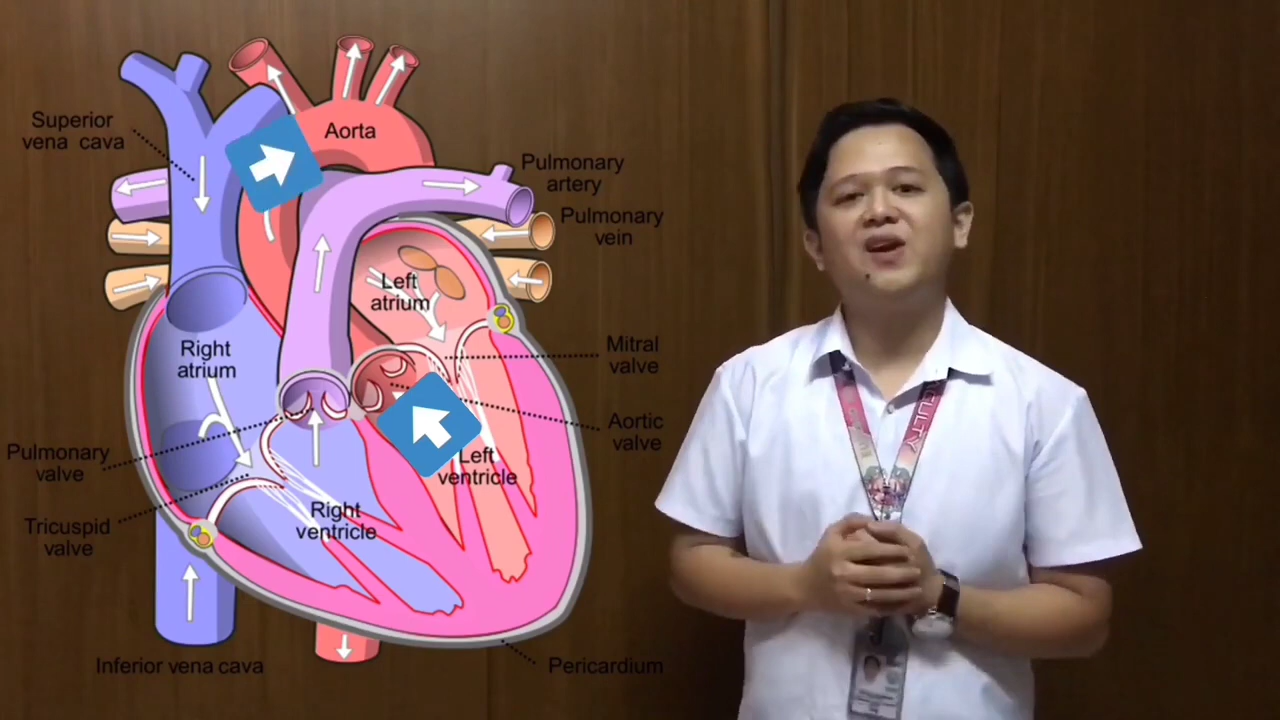 Superior
vena cava
Aorta
Pulmonary
artery
Pulmonary
vein
Left
atrium
Right
atrium
Mitral
valve
Aortic
valve
Pulmonary
valve
Left
ventricle
Right
ventricle
Tricuspid
valve
Inferior vena cava
Pericardium